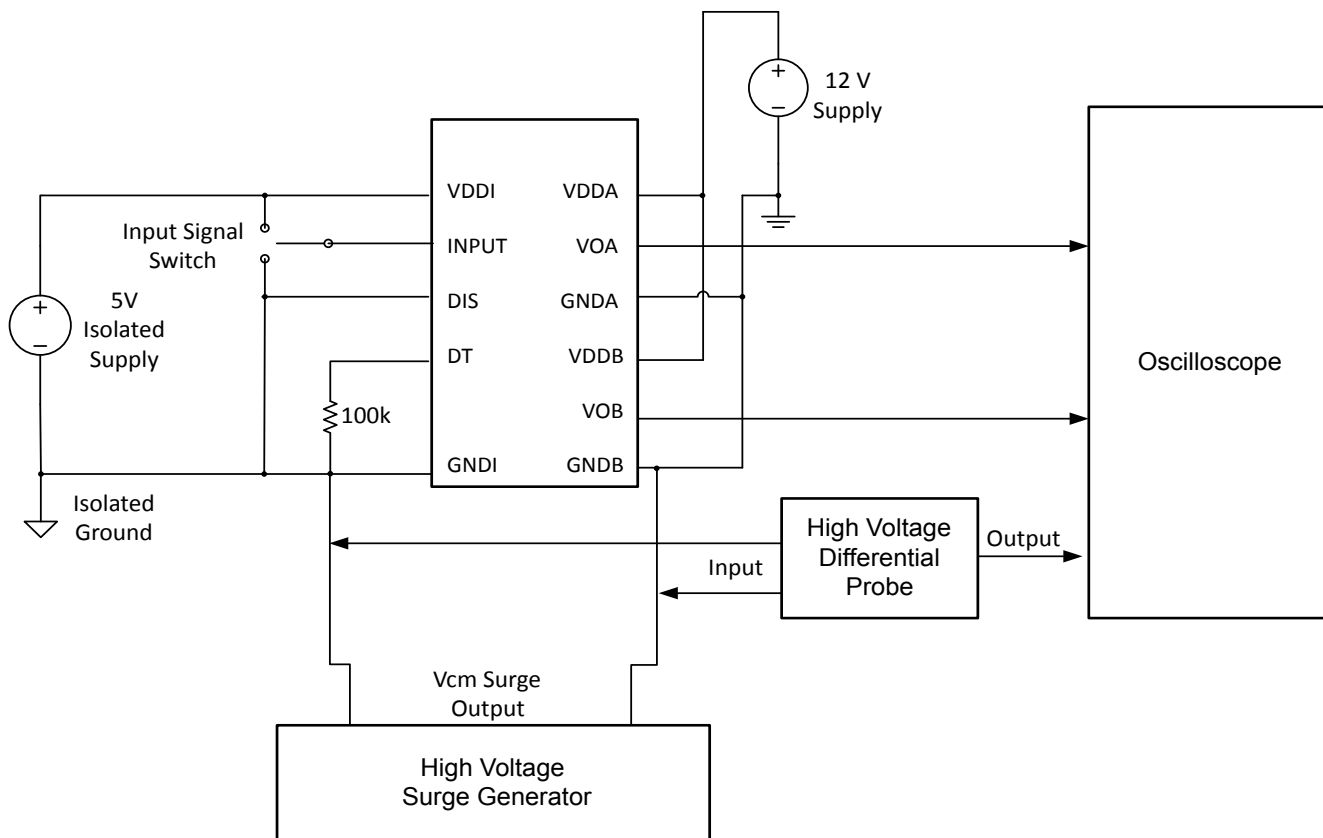 12 V
Supply
VDDI
VDDA
Input Signal
Switch
INPUT
VOA
5V
Isolated
Supply
DIS
GNDA
DT
VDDB
Oscilloscope
100k
VOB
GNDI
GNDB
Isolated
Ground
High Voltage
Differential
Probe
Output
Input
Vcm Surge
Output
High Voltage
Surge Generator